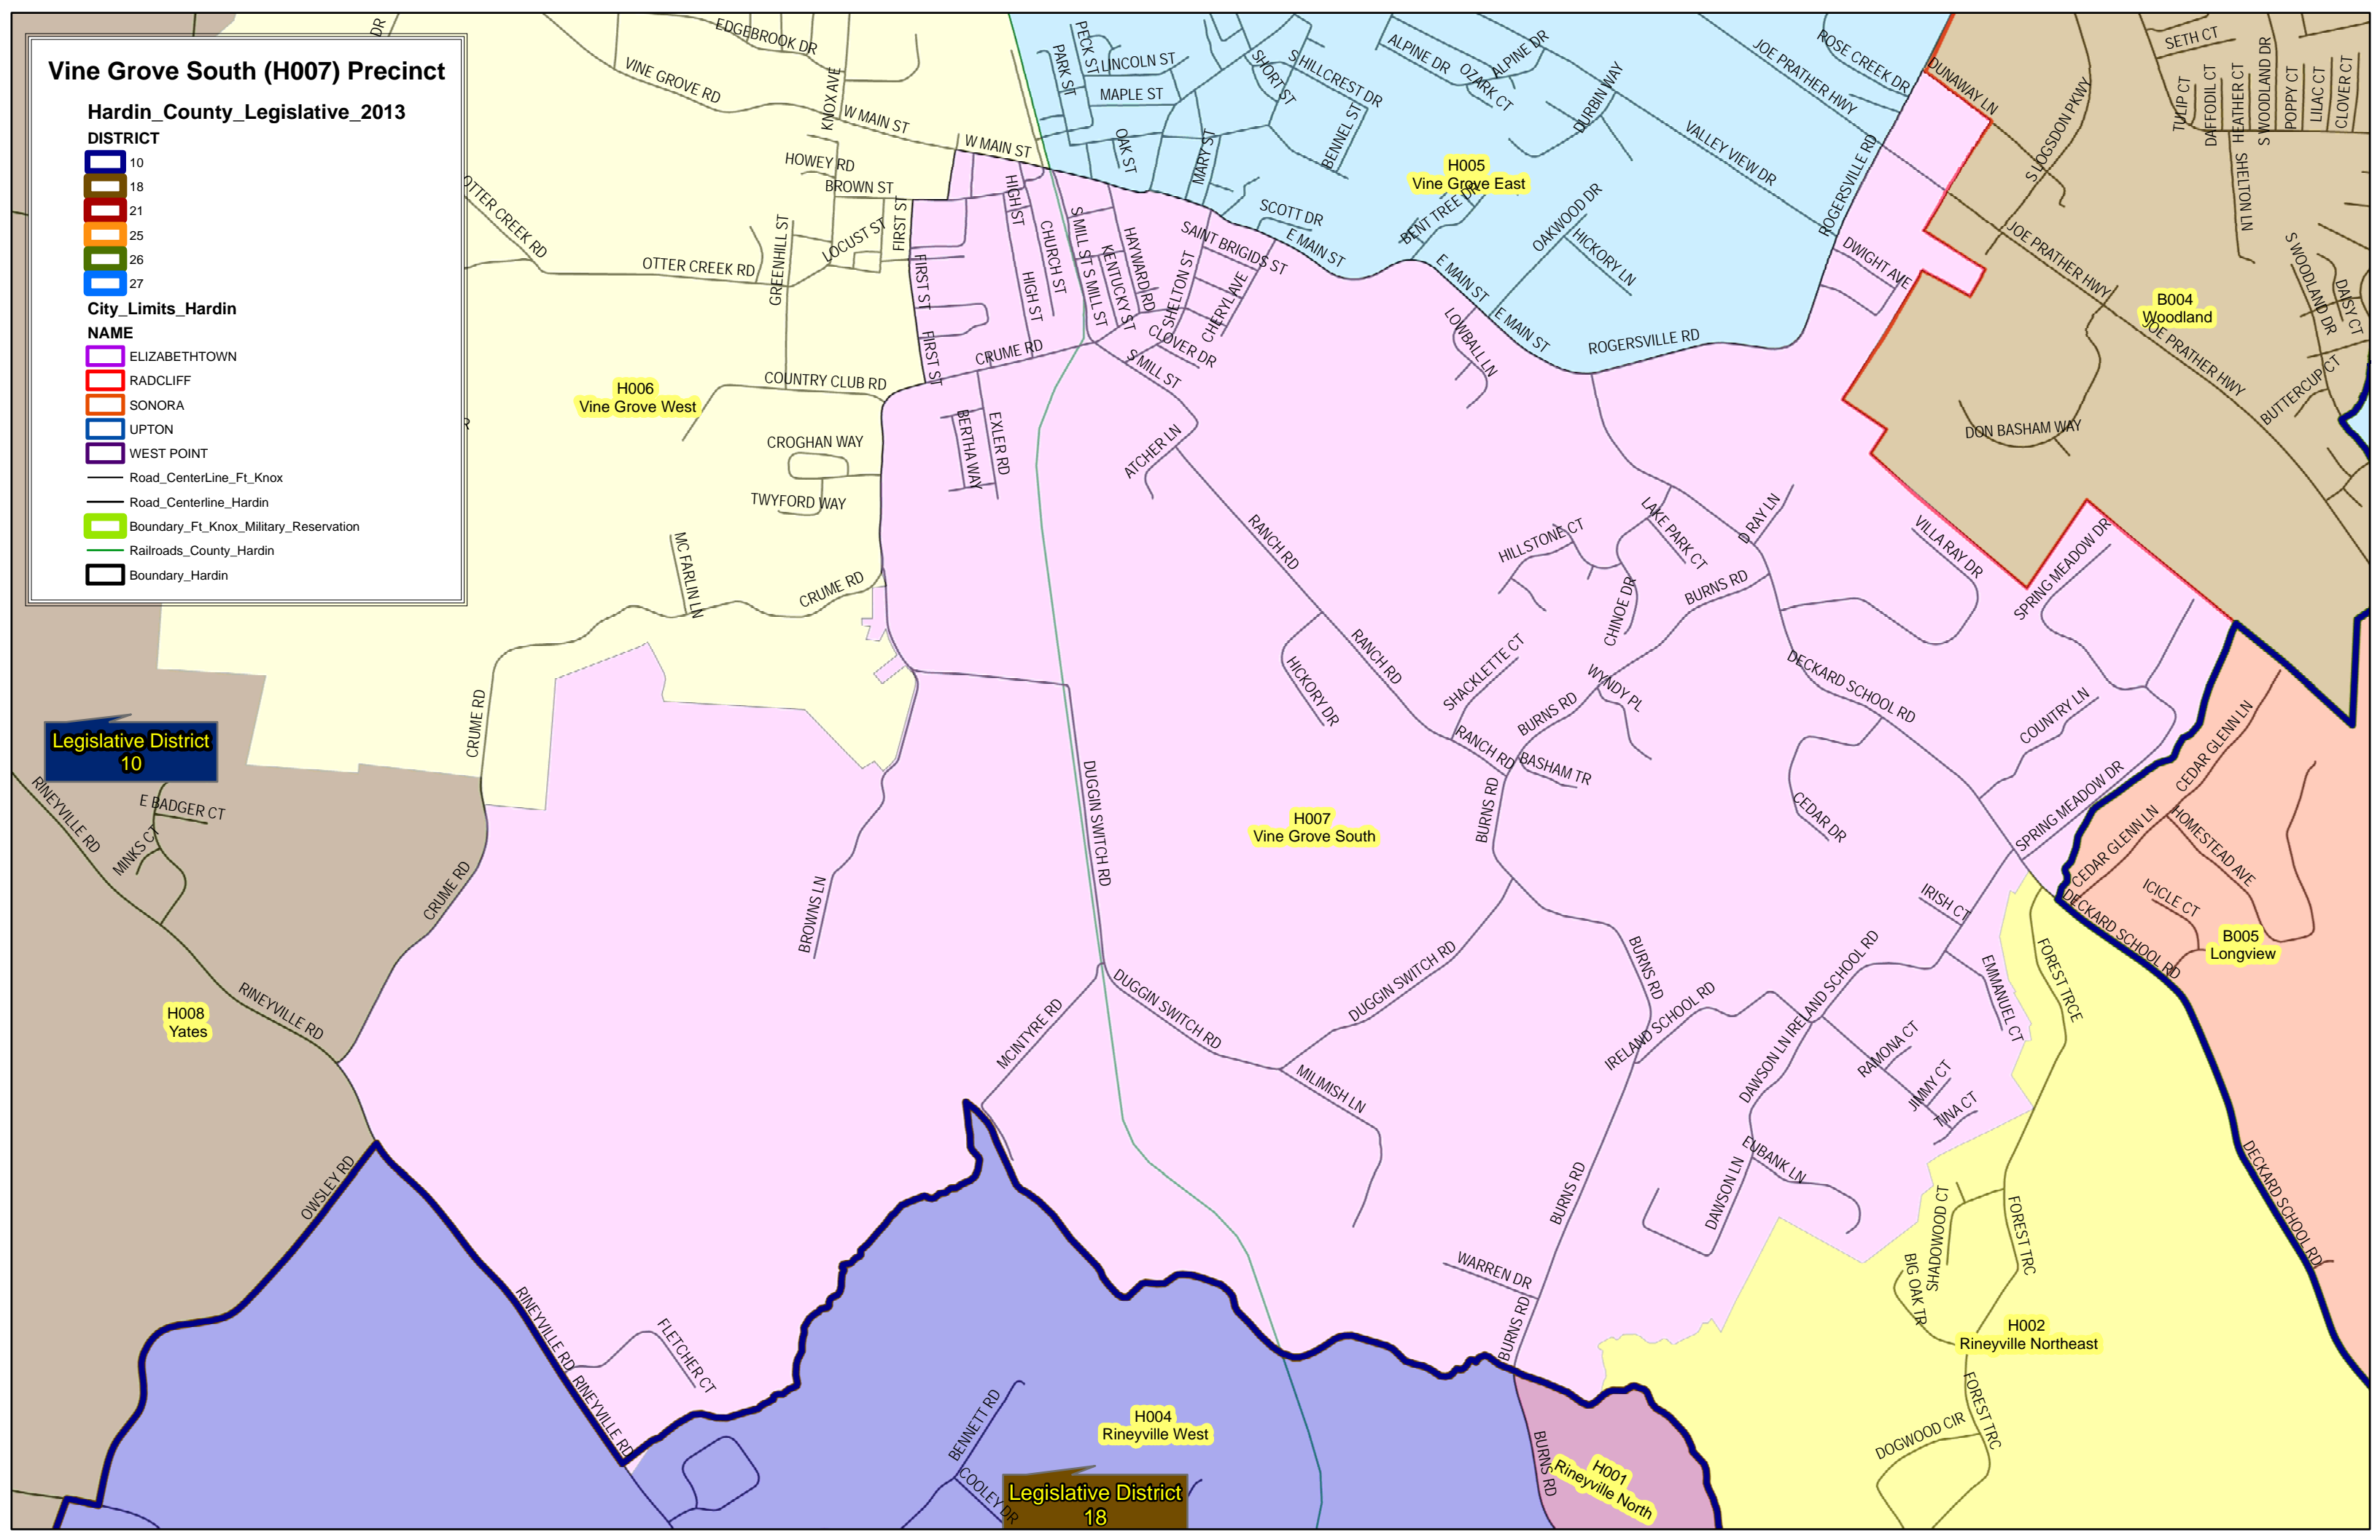 Vine Grove South (H007) Precinct
Hardin_County_Legislative_2013
DISTRICT
10
18
21
25
26
27
City_Limits_Hardin
NAME
ELIZABETHTOWN
RADCLIFF
SONORA
UPTON
WEST POINT
Road_CenterLine_Ft_Knox
Road_Centerline_Hardin
Boundary_Ft_Knox_Military_Reservation
Railroads_County_Hardin
Boundary_Hardin
DR
EDGEBROOK DR
VINE GROVE RD
KNOX AVE
W MAIN ST
W MAIN ST
HOWEY RD
BROWN ST
FIRST ST
LOCUST ST
GREENHILL ST
OTTER CREEK RD
OTTER CREEK RD
COUNTRY CLUB RD
H006
Vine Grove West
CROGHAN WAY
TWYFORD WAY
MC FARLIN LN
CRUME RD
CRUME RD
CRUME RD
PECK ST
PARK ST
LINCOLN ST
MAPLE ST
OAK ST
MARY ST
SHORT ST
S HILLCREST DR
BENNEL ST
ALPINE DR
OZARK CT
ALPINE DR
DURBIN WAY
JOE PRATHER HWY
ROSE CREEK DR
VALLEY VIEW DR
ROGERSVILLE RD
H005
Vine Grove East
BENT TREE DR
OAKWOOD DR
HICKORY LN
SCOTT DR
E MAIN ST
E MAIN ST
E MAIN ST
ROGERSVILLE RD
DWIGHT AVE
DUNAWAY LN
S LOGSDON PKWY
SETH CT
TULIP CT
DAFFODIL CT
HEATHER CT
S WOODLAND DR
POPPY CT
LILAC CT
CLOVER CT
SHELTON LN
S WOODLAND DR
DAISY CT
JOE PRATHER HWY
B004
Woodland
JOE PRATHER HWY
BUTTERCUP CT
DON BASHAM WAY
HIGH ST
CHURCH ST
HIGH ST
FIRST ST
FIRST ST
S MILL ST
S MILL ST
KENTUCKY ST
HAYWARD RD
SHELTON ST
SAINT BRIGIDS ST
CHERYL AVE
CLOVER DR
CRUME RD
S MILL ST
LOWBALL LN
BERTHA WAY
EXLER RD
ATCHER LN
RANCH RD
RANCH RD
RANCH RD
HICKORY DR
SHACKLETTE CT
HILLSTONE CT
LAKE PARK CT
CHINOE DR
D RAY LN
BURNS RD
WYNDY PL
BURNS RD
BASHAM TR
BURNS RD
VILLA RAY DR
SPRING MEADOW DR
DECKARD SCHOOL RD
COUNTRY LN
CEDAR DR
SPRING MEADOW DR
CEDAR GLENN LN
CEDAR GLENN LN
HOMESTEAD AVE
ICICLE CT
B005
Longview
DECKARD SCHOOL RD
DECKARD SCHOOL RD
H007
Vine Grove South
DUGGIN SWITCH RD
BROWNS LN
DUGGIN SWITCH RD
DUGGIN SWITCH RD
MCINTYRE RD
MILIMISH LN
BURNS RD
IRELAND SCHOOL RD
IRELAND SCHOOL RD
DAWSON LN
IRISH CT
EMMANUEL CT
FOREST TRCE
RAMONA CT
JIMMY CT
TINA CT
EUBANK LN
DAWSON LN
BURNS RD
WARREN DR
BURNS RD
SHADOWOOD CT
BIG OAK TR
FOREST TRC
H002
Rineyville Northeast
FOREST TRC
DOGWOOD CIR
Legislative District
10
RINEYVILLE RD
E BADGER CT
MINKS CT
H008
Yates
RINEYVILLE RD
OWSLEY RD
RINEYVILLE RD
RINEYVILLE RD
FLETCHER CT
BENNETT RD
COOLEY DR
H004
Rineyville West
Legislative District
18
BURNS RD
H001
Rineyville North